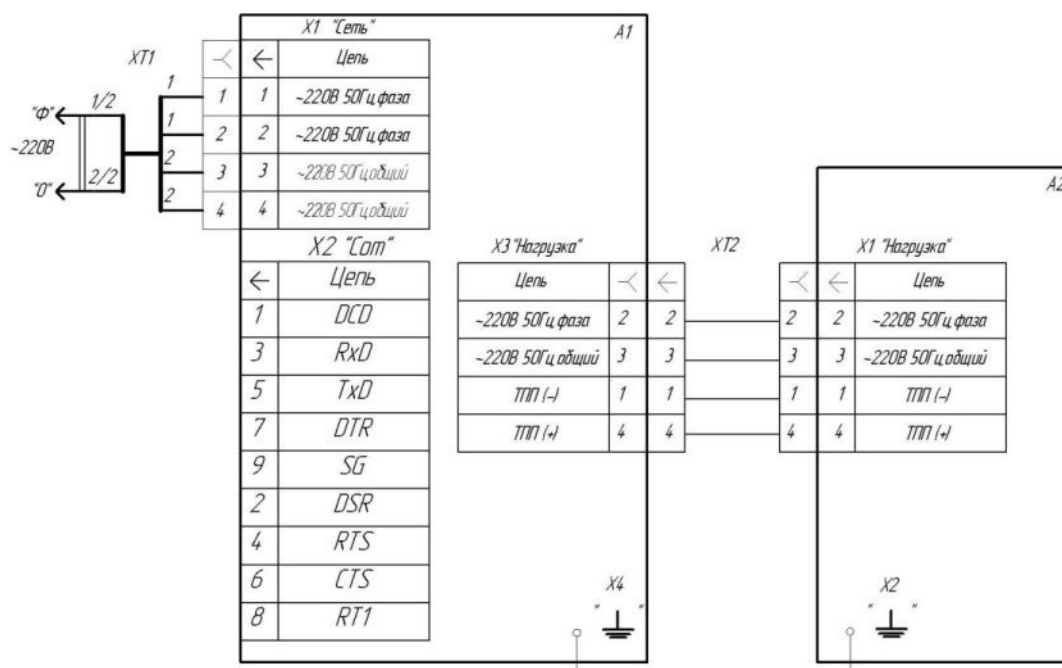 X1 "Сеть"
A1
XT1
Цепь
1 1 1 ~220В 50Гц,фаза
"Ф" 1/2
1 2 2 ~220В 50Гц,фаза
~220В
2 3 3 ~220В 50Гц,общий
"0" 2/2
2 4 4 ~220В 50Гц,общий
A2
X2 "Com"
Цепь
1 DCD
3 RxD
5 TxD
7 DTR
9 SG
2 DSR
4 RTS
6 CTS
8 RT1
X3 "Нагрузка"
XT2
X1 "Нагрузка"
Цепь
Цепь
~220В 50Гц,фаза 2 2 2 2 ~220В 50Гц,фаза
~220В 50Гц,общий 3 3 3 3 ~220В 50Гц,общий
ТПП (-) 1 1 1 1 ТПП (-)
ТПП (+) 4 4 4 4 ТПП (+)
X4
" "
X2
" "